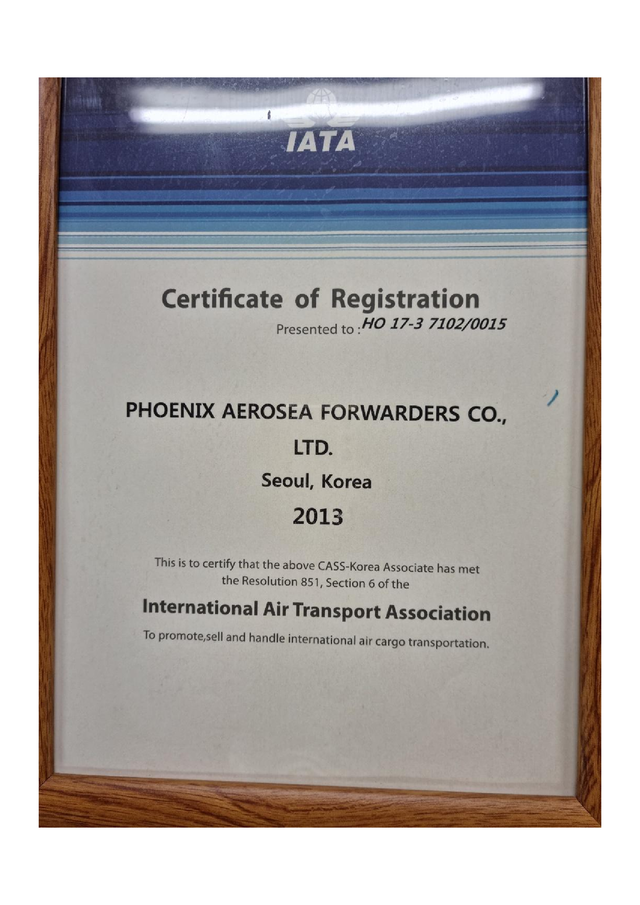 IATA
Certificate of Registration
Presented to : HO 17-3 7102/0015
PHOENIX AEROSEA FORWARDERS CO.,
LTD.
Seoul, Korea
2013
This is to certify that the above CASS-Korea Associate has met
the Resolution 851, Section 6 of the
International Air Transport Association
To promote,sell and handle international air cargo transportation.